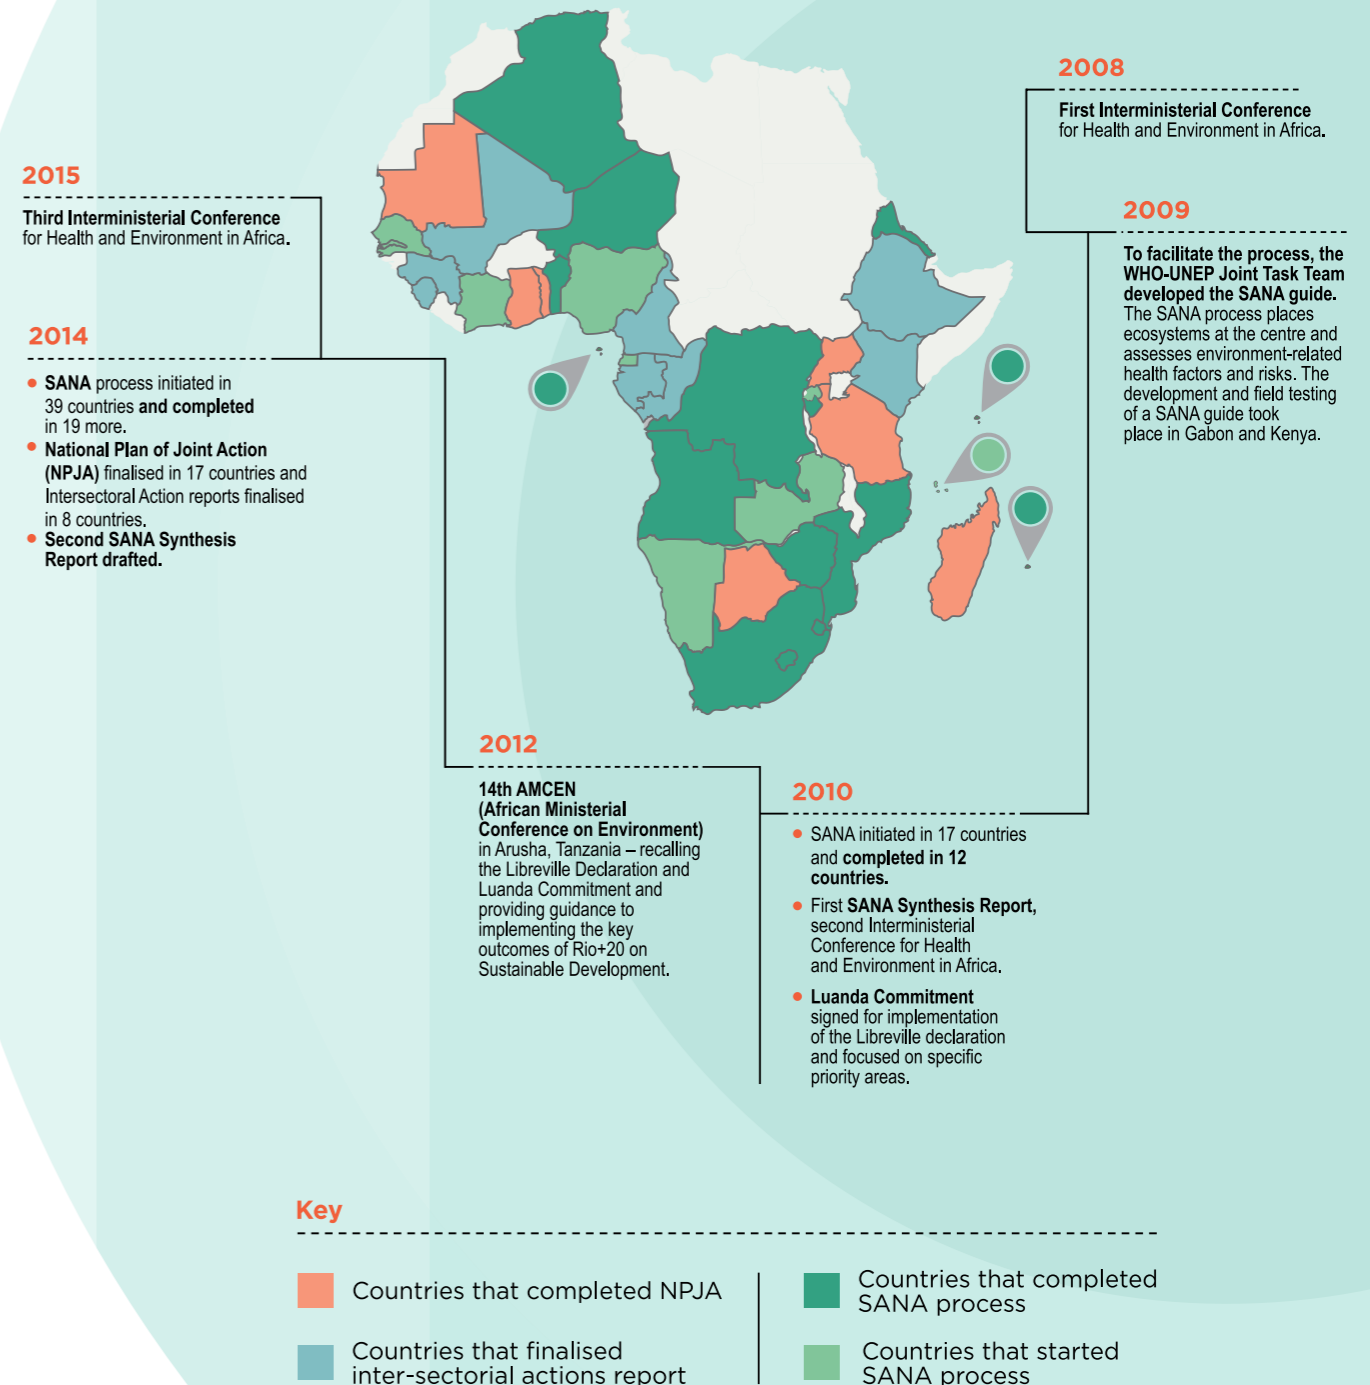 2008
First Interministerial Conference
for Health and Environment in Africa.
2009
To facilitate the process, the
WHO-UNEP Joint Task Team
developed the SANA guide.
The SANA process places
ecosystems at the centre and
assesses environment-related
health factors and risks. The
development and field testing
of a SANA guide took
place in Gabon and Kenya.
2015
Third Interministerial Conference
for Health and Environment in Africa.
2014
SANA process initiated in
39 countries and completed
in 19 more.
National Plan of Joint Action
(NPJA) finalised in 17 countries and
Intersectoral Action reports finalised
in 8 countries.
Second SANA Synthesis
Report drafted.
2012
14th AMCEN
(African Ministerial
Conference on Environment)
in Arusha, Tanzania – recalling
the Libreville Declaration and
Luanda Commitment and
providing guidance to
implementing the key
outcomes of Rio+20 on
Sustainable Development.
2010
SANA initiated in 17 countries
and completed in 12
countries.
First SANA Synthesis Report,
second Interministerial
Conference for Health
and Environment in Africa.
Luanda Commitment
signed for implementation
of the Libreville declaration
and focused on specific
priority areas.
Key
Countries that completed NPJA
Countries that finalised
inter-sectorial actions report
Countries that completed
SANA process
Countries that started
SANA process